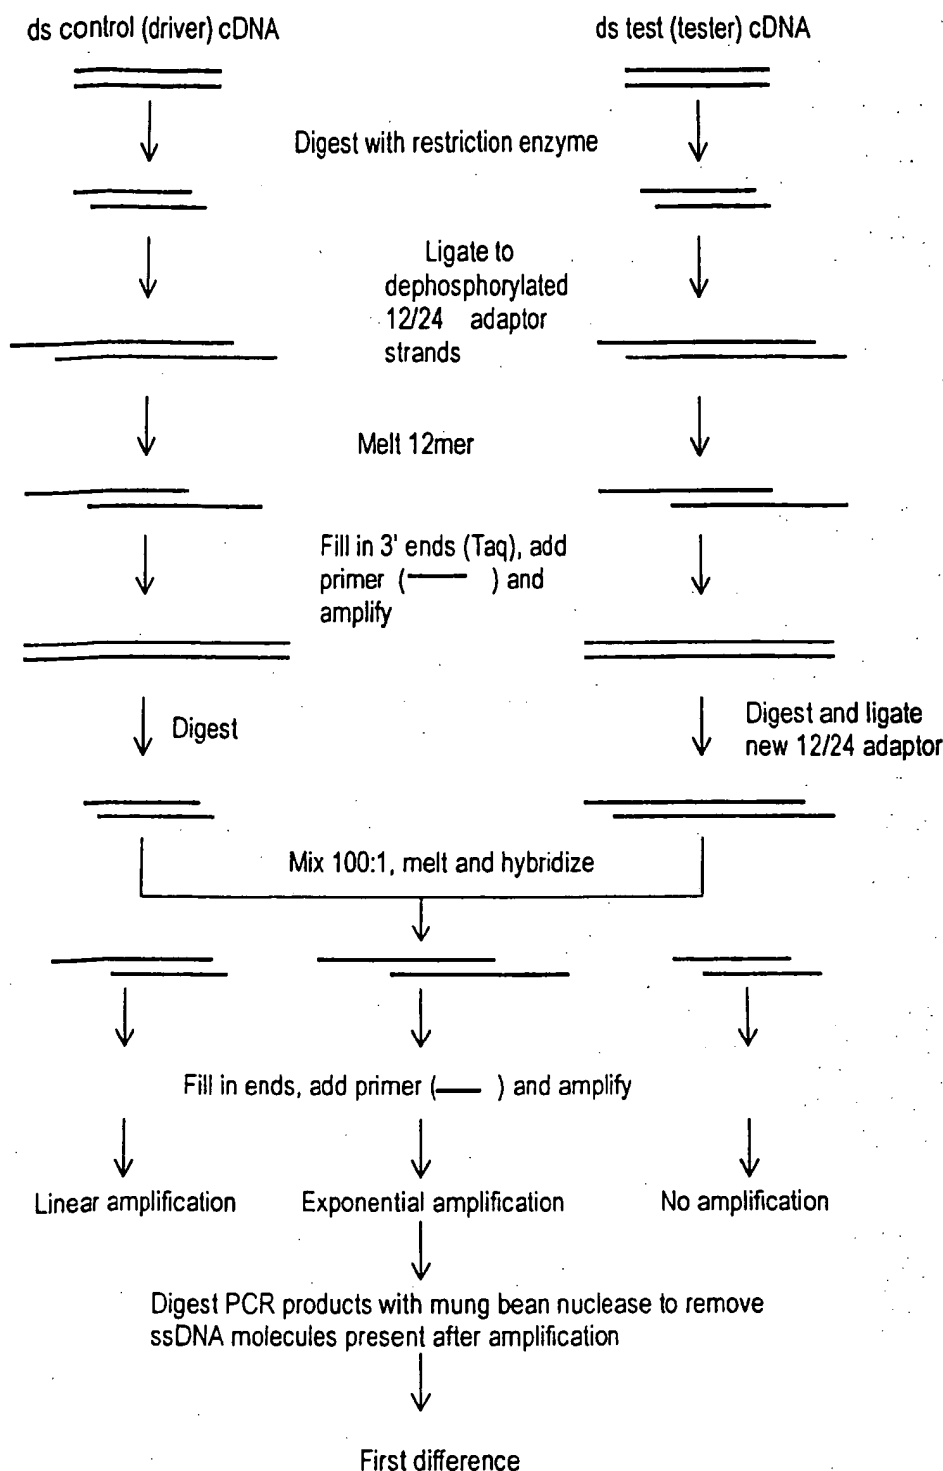 ds control (driver) cDNA
ds test (tester) cDNA
Digest with restriction enzyme
Ligate to
dephosphorylated
12/24 adaptor
strands
Melt 12mer
Fill in 3' ends (Taq), add
primer ( ) and
amplify
Digest
Digest and ligate
new 12/24 adaptor
Mix 100:1, melt and hybridize
Fill in ends, add primer ( ) and amplify
Linear amplification
Exponential amplification
No amplification
Digest PCR products with mung bean nuclease to remove
ssDNA molecules present after amplification
First difference